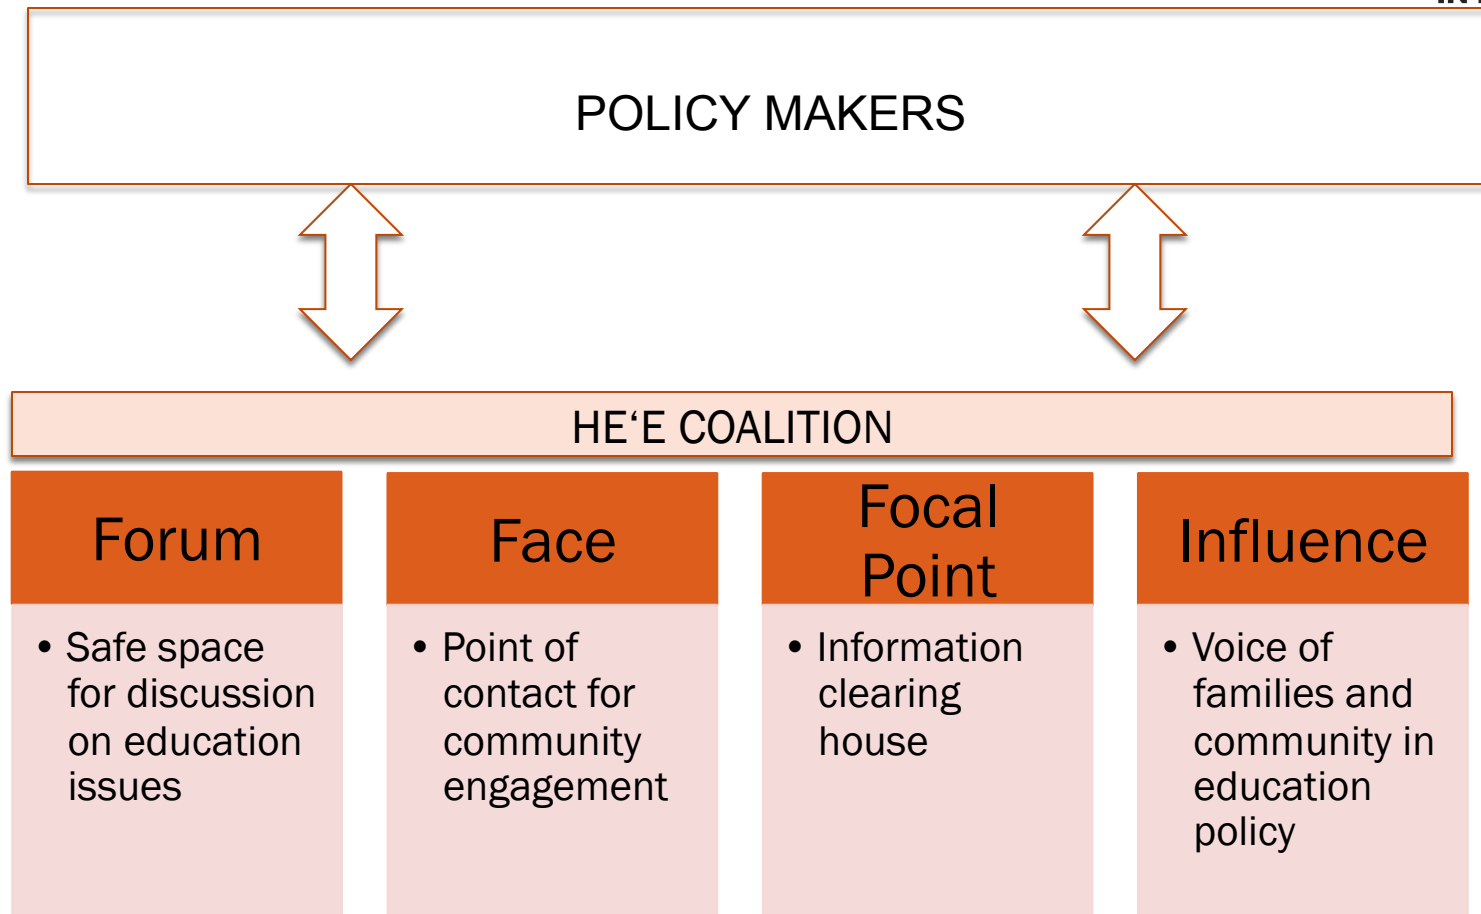 POLICY MAKERS
HE‘E COALITION
Forum
• Safe space
for discussion
on education
issues
Face
• Point of
contact for
community
engagement
Focal
Point
• Information
clearing
house
Influence
• Voice of
families and
community in
education
policy